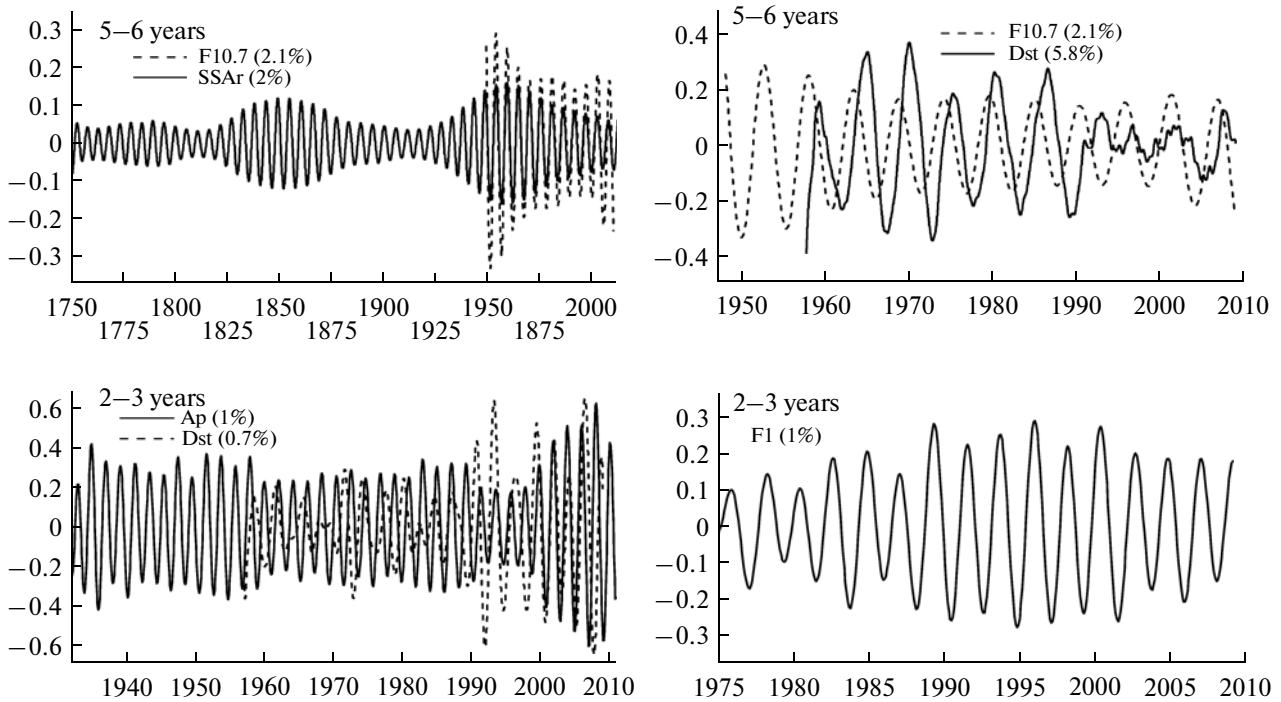 5–6 years
F10.7 (2.1%)
SSAr (2%)
0.3
0.2
0.1
0
–0.1
–0.2
–0.3
1750 1800 1850 1900 1950 2000
1775 1825 1875 1925 1875
5–6 years
F10.7 (2.1%)
Dst (5.8%)
0.4
0.2
0
–0.2
–0.4
1950 1960 1970 1980 1990 2000 2010
2–3 years
Ap (1%)
Dst (0.7%)
0.6
0.4
0.2
0
–0.2
–0.4
–0.6
1940 1950 1960 1970 1980 1990 2000 2010
2–3 years
F1 (1%)
0.3
0.2
0.1
0
–0.1
–0.2
–0.3
1975 1980 1985 1990 1995 2000 2005 2010